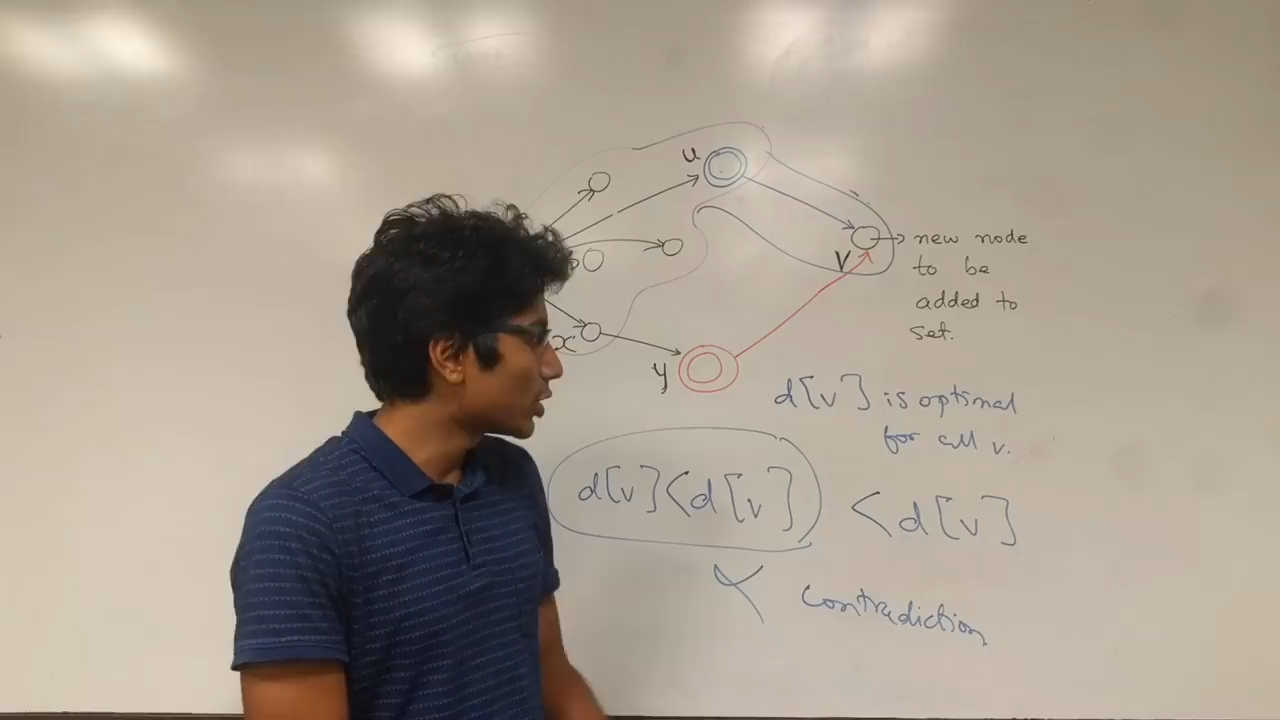 u
v → new node
to be
added to
set.
x
y
d[v] is optimal
for all v.
d[v]<d[v] <d[v]
contradiction